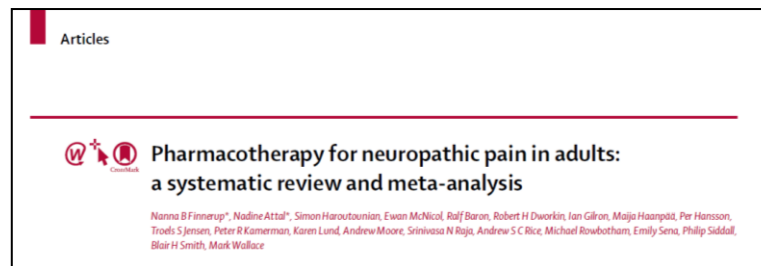 Articles
W
CrossMark
Pharmacotherapy for neuropathic pain in adults:
a systematic review and meta-analysis
Nanna B Finnerup*, Nadine Attal*, Simon Haroutounian, Ewan McNicol, Ralf Baron, Robert H Dworkin, Ian Gilron, Maija Haanpää, Per Hansson,
Troels S Jensen, Peter R Kamerman, Karen Lund, Andrew Moore, Srinivasa N Raja, Andrew S C Rice, Michael Rowbotham, Emily Sena, Philip Siddall,
Blair H Smith, Mark Wallace